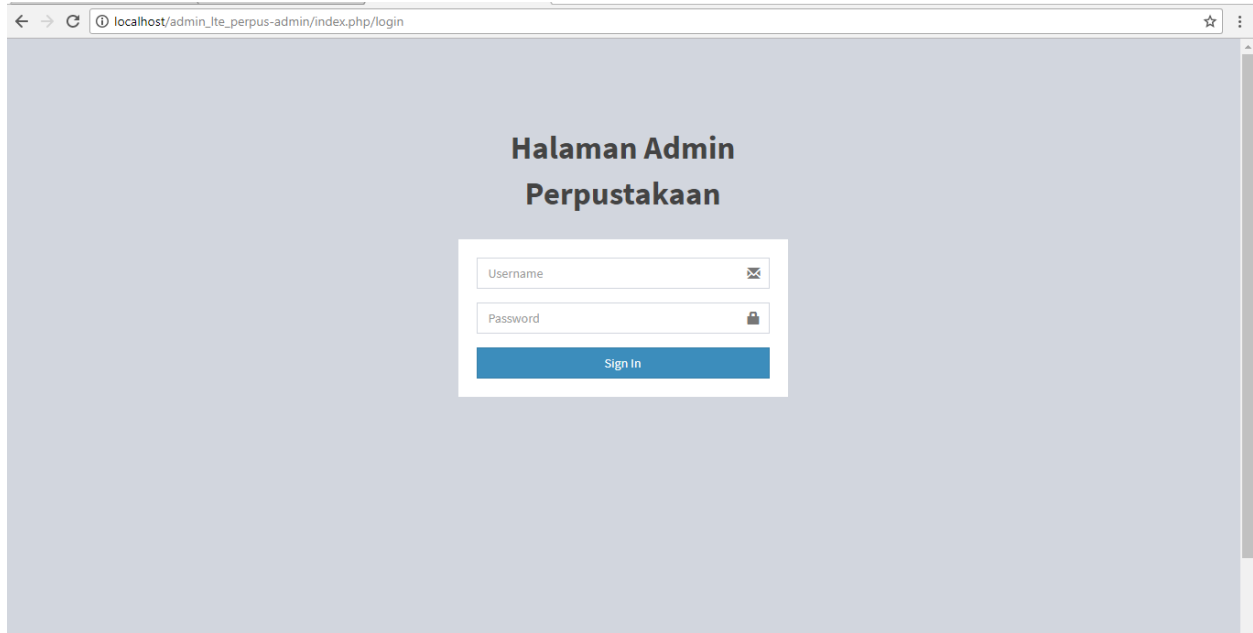 localhost/admin_lte_perpus-admin/index.php/login
Halaman Admin
Perpustakaan
Username
Password
Sign In